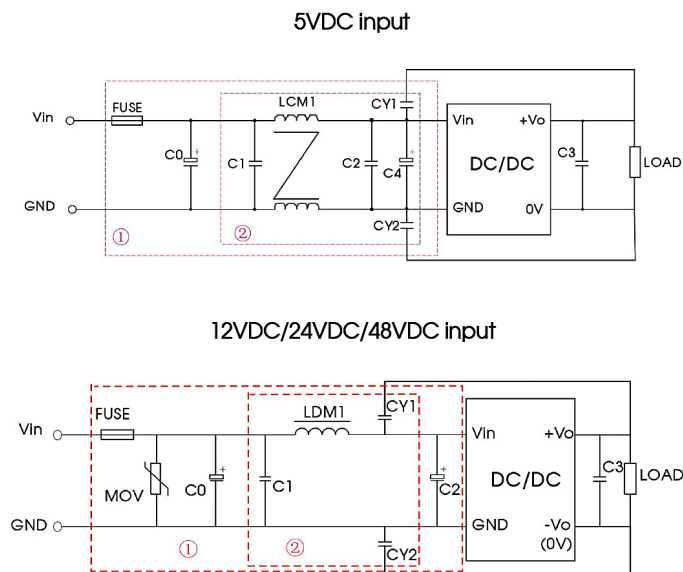 5VDC input
LCM1
CY1
FUSE
Vin
Vin
+Vo
C0
+
C1
C2
+
C4
DC/DC
C3
LOAD
GND
GND
0V
CY2
①
②
12VDC/24VDC/48VDC input
LDM1
CY1
FUSE
Vin
Vin
+Vo
MOV
C0
+
C1
+
C2
DC/DC
C3
LOAD
GND
GND
-Vo
(0V)
①
②
CY2